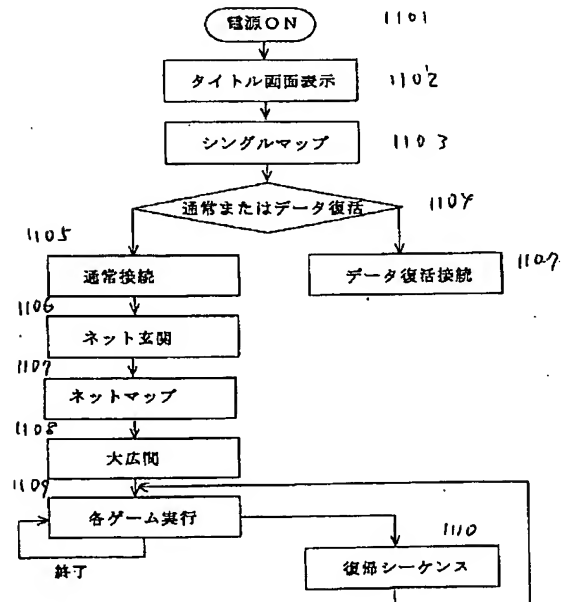 電源ON 1101
タイトル画面表示 1102
シングルマップ 1103
通常またはデータ復活 1104
1105
通常接続
データ復活接続 1107
1106
ネット玄関
1107
ネットマップ
1108
大広間
1109
各ゲーム実行
1110
終了
復帰シーケンス